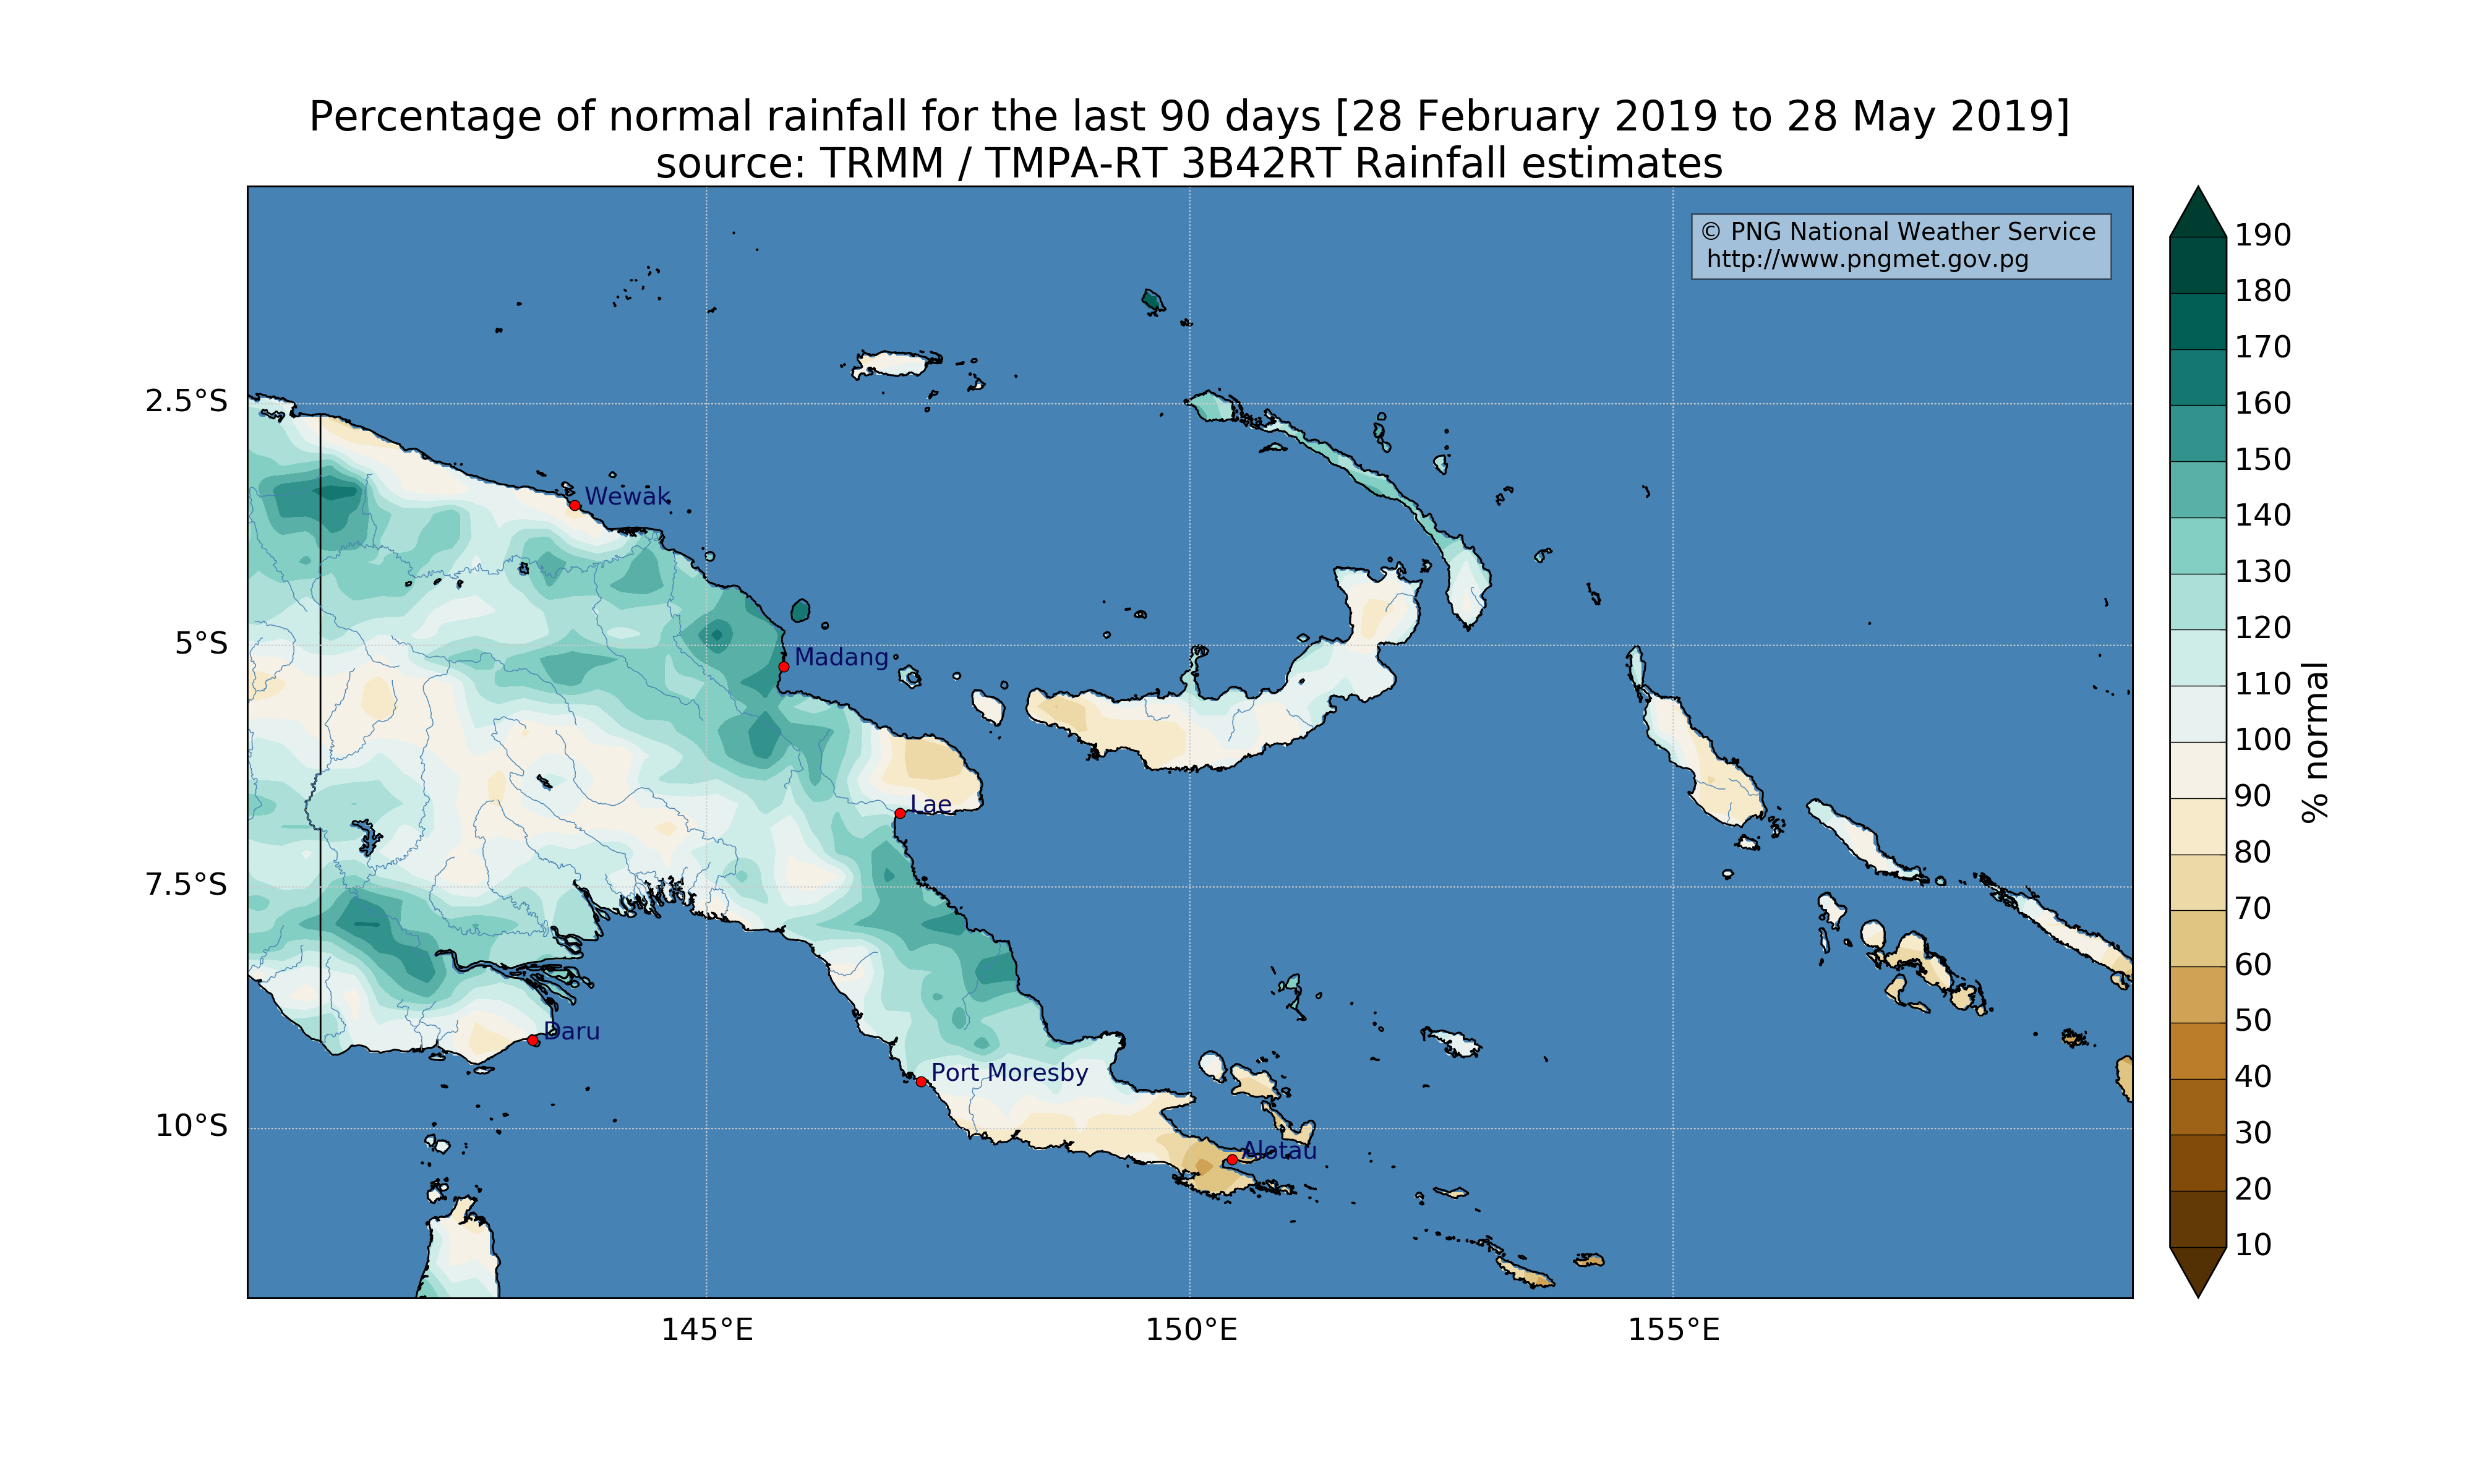 Percentage of normal rainfall for the last 90 days [28 February 2019 to 28 May 2019]
source: TRMM / TMPA-RT 3B42RT Rainfall estimates
© PNG National Weather Service
http://www.pngmet.gov.pg
190
180
170
160
150
140
130
120
110
100
90
80
70
60
50
40
30
20
10
% normal
2.5°S
5°S
7.5°S
10°S
Wewak
Madang
Lae
Daru
Port Moresby
Alotau
145°E
150°E
155°E